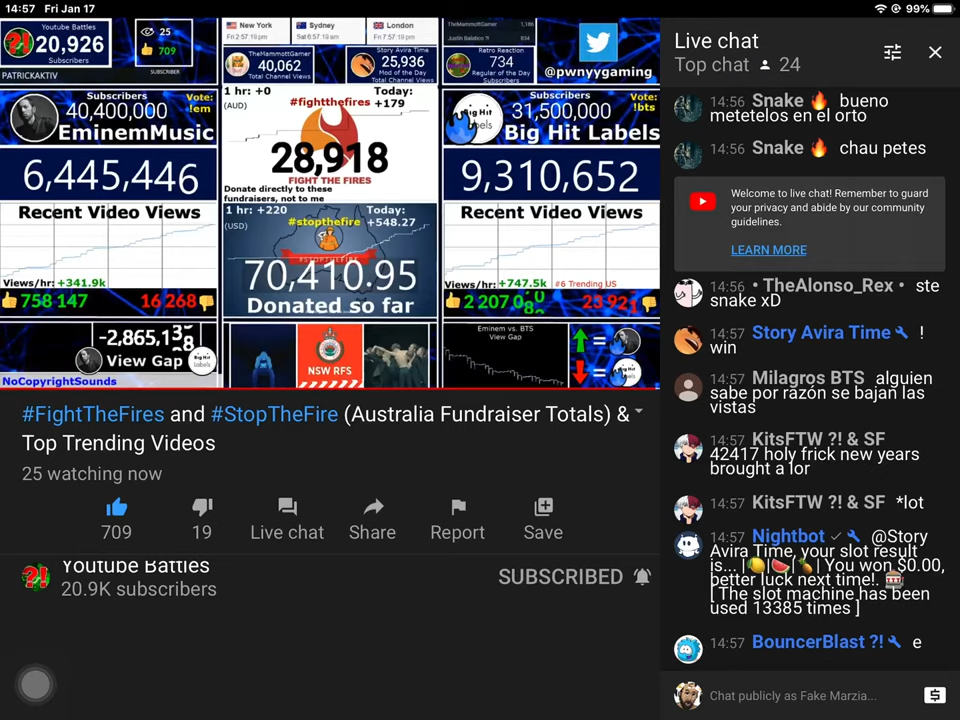 14:57 Fri Jan 17
99%
Youtube Battles
20,926
Subscribers
PATRICKAKTIV
25
709
SUBSCRIBER
New York
Fri 2:57:19 pm
Sydney
Sat 6:57:19 am
London
Fri 7:57:19 pm
TheMammottGamer
40,062
Total Channel Views
Story Avira Time
25,936
Mod of the Day
Total Channel Views
TheMammottGamer
1,186
Justin Balatico ?!
834
Retro Reaction
734
Regular of the Day
Subscribers
@pwnyygaming
Subscribers
Vote:
!em
40,400,000
EminemMusic
6,445,446
Recent Video Views
Views/hr: +341.9k
758 147
16 268
-2,865,1
View Gap
Big Hit
Labels
NoCopyrightSounds
1 hr: +0
(AUD)
Today:
+179
#fightthefires
28,918
FIGHT THE FIRES
Donate directly to these
fundraisers, not to me
1 hr: +220
(USD)
Today:
+548.27
#stopthefire
#STOPTHEFIRE
70,410.95
Donated so far
NSW RFS
Subscribers
Vote:
!bts
Big Hit
Labels
31,500,000
Big Hit Labels
9,310,652
Recent Video Views
Views/hr: +747.5k
#6 Trending US
2 207 0
23 921
Eminem vs. BTS
View Gap
=
=
#FightTheFires and #StopTheFire (Australia Fundraiser Totals) &
Top Trending Videos
25 watching now
709
19
Live chat
Share
Report
Save
Youtube Battles
20.9K subscribers
SUBSCRIBED
Live chat
Top chat
24
14:56 Snake 🔥 bueno
metetelos en el orto
14:56 Snake 🔥 chau petes
Welcome to live chat! Remember to guard
your privacy and abide by our community
guidelines.
LEARN MORE
14:56 • TheAlonso_Rex • ste
snake xD
14:57 Story Avira Time !
win
14:57 Milagros BTS alguien
sabe por razón se bajan las
vistas
14:57 KitsFTW ?! & SF
42417 holy frick new years
brought a lor
14:57 KitsFTW ?! & SF *lot
14:57 Nightbot @Story
Avira Time, your slot result
is... |🍋|🍉|🍍| You won $0.00,
better luck next time!. 🎰
[ The slot machine has been
used 13385 times ]
14:57 BouncerBlast ?! e
Chat publicly as Fake Marzia...